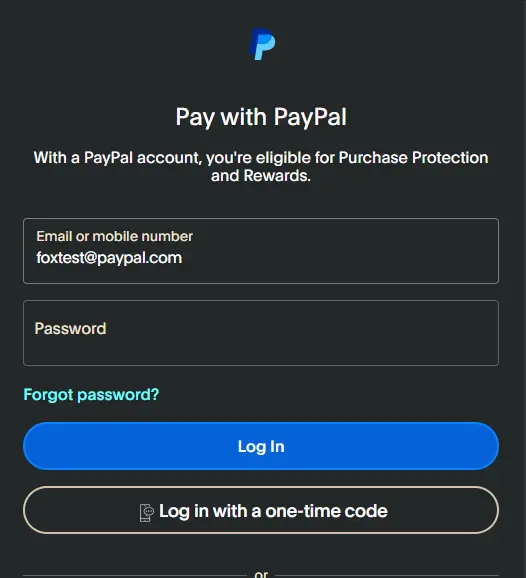 Pay with PayPal
With a PayPal account, you're eligible for Purchase Protection
and Rewards.
Email or mobile number
foxtest@paypal.com
Password
Forgot password?
Log In
Log in with a one-time code
or